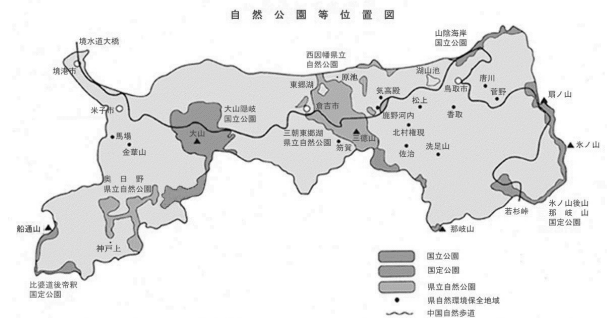 自然公園等位置図
境水道大橋
境港市
米子市
馬場
金華山
奥日野
県立自然公園
船通山
神戸上
比婆道後帝釈
国定公園
大山隠岐
国立公園
大山
東郷湖
倉吉市
三朝東郷湖
県立自然公園
西因幡県立
自然公園
原池
気高殿
鹿野河内
北村権現
佐治
三徳山
湖山池
松上
香取
洗足山
那岐山
山陰海岸
国立公園
鳥取市
唐川
菅野
扇ノ山
氷ノ山
氷ノ山後山
那岐山
国定公園
若杉峠
国立公園
国定公園
県立自然公園
県自然環境保全地域
中国自然歩道